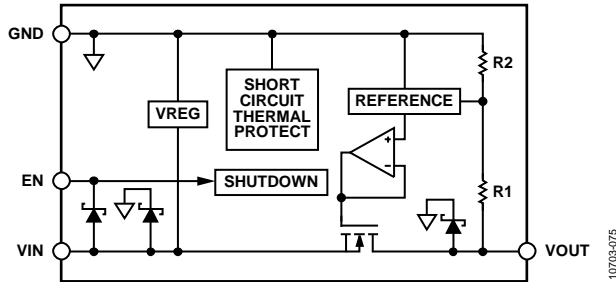 GND
R2
SHORT
CIRCUIT
THERMAL
PROTECT
VREG
REFERENCE
+
–
EN
SHUTDOWN
R1
VIN
VOUT
10703-075